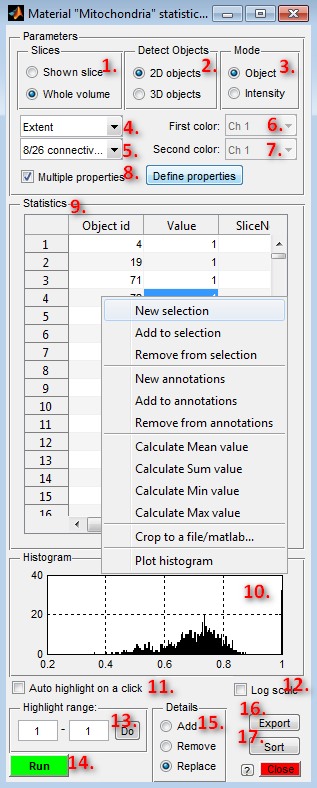 Material "Mitochondria" statistic...
Parameters
Slices
Detect Objects
Mode
Shown slice 1.
2D objects 2.
Object 3.
Whole volume
3D objects
Intensity
Extent 4.
First color: Ch 1 6.
8/26 connectiv... 5.
Second color: Ch 1 7.
Multiple properties 8.
Define properties
Statistics 9.
Object id Value SliceN
1 4 1
2 19 1
3 71 1
4
5
6
7
8
9
10
11
12
13
14
15
16
New selection
Add to selection
Remove from selection
New annotations
Add to annotations
Remove from annotations
Calculate Mean value
Calculate Sum value
Calculate Min value
Calculate Max value
Crop to a file/matlab...
Plot histogram
Histogram
40
20
0
0.2 0.4 0.6 0.8 1
10.
Auto highlight on a click 11.
Log scale 12.
Highlight range:
1 - 1 Do 13.
Details
Add 15.
Remove
Replace
16. Export
17. Sort
Run 14.
? Close